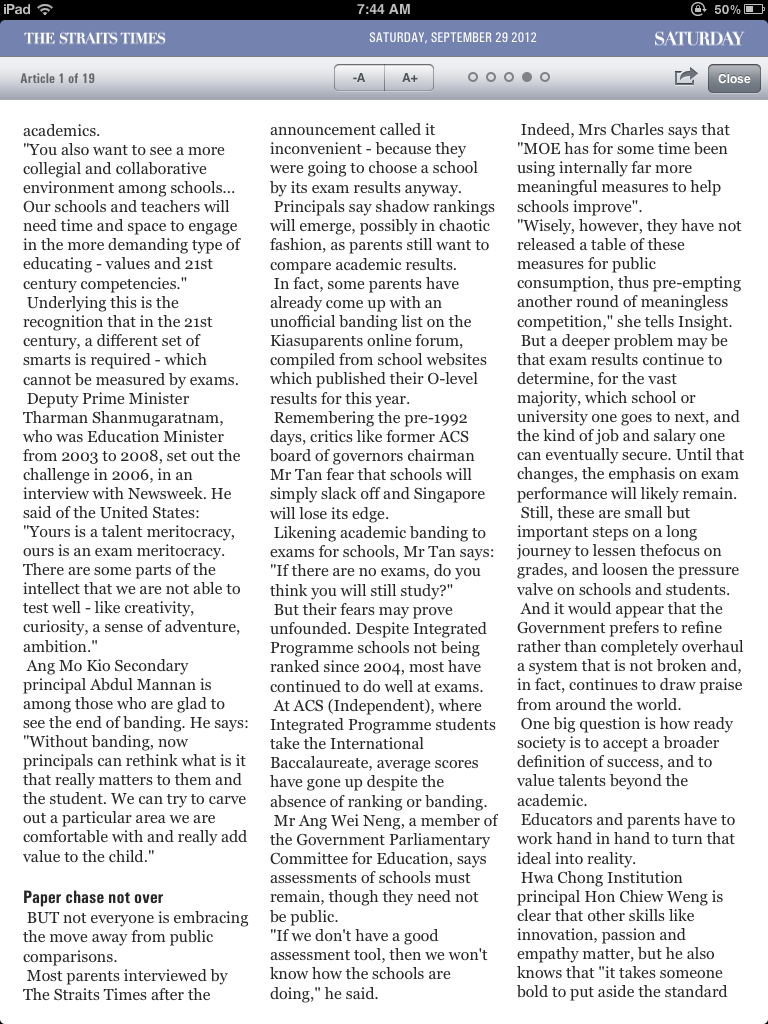 iPad
7:44 AM
50%
THE STRAITS TIMES
SATURDAY, SEPTEMBER 29 2012
SATURDAY
Article 1 of 19
-A
A+
Close
academics.
"You also want to see a more
collegial and collaborative
environment among schools...
Our schools and teachers will
need time and space to engage
in the more demanding type of
educating - values and 21st
century competencies."
Underlying this is the
recognition that in the 21st
century, a different set of
smarts is required - which
cannot be measured by exams.
Deputy Prime Minister
Tharman Shanmugaratnam,
who was Education Minister
from 2003 to 2008, set out the
challenge in 2006, in an
interview with Newsweek. He
said of the United States:
"Yours is a talent meritocracy,
ours is an exam meritocracy.
There are some parts of the
intellect that we are not able to
test well - like creativity,
curiosity, a sense of adventure,
ambition."
Ang Mo Kio Secondary
principal Abdul Mannan is
among those who are glad to
see the end of banding. He says:
"Without banding, now
principals can rethink what is it
that really matters to them and
the student. We can try to carve
out a particular area we are
comfortable with and really add
value to the child."
Paper chase not over
BUT not everyone is embracing
the move away from public
comparisons.
Most parents interviewed by
The Straits Times after the
announcement called it
inconvenient - because they
were going to choose a school
by its exam results anyway.
Principals say shadow rankings
will emerge, possibly in chaotic
fashion, as parents still want to
compare academic results.
In fact, some parents have
already come up with an
unofficial banding list on the
Kiasuparents online forum,
compiled from school websites
which published their O-level
results for this year.
Remembering the pre-1992
days, critics like former ACS
board of governors chairman
Mr Tan fear that schools will
simply slack off and Singapore
will lose its edge.
Likening academic banding to
exams for schools, Mr Tan says:
"If there are no exams, do you
think you will still study?"
But their fears may prove
unfounded. Despite Integrated
Programme schools not being
ranked since 2004, most have
continued to do well at exams.
At ACS (Independent), where
Integrated Programme students
take the International
Baccalaureate, average scores
have gone up despite the
absence of ranking or banding.
Mr Ang Wei Neng, a member of
the Government Parliamentary
Committee for Education, says
assessments of schools must
remain, though they need not
be public.
"If we don't have a good
assessment tool, then we won't
know how the schools are
doing," he said.
Indeed, Mrs Charles says that
"MOE has for some time been
using internally far more
meaningful measures to help
schools improve".
"Wisely, however, they have not
released a table of these
measures for public
consumption, thus pre-empting
another round of meaningless
competition," she tells Insight.
But a deeper problem may be
that exam results continue to
determine, for the vast
majority, which school or
university one goes to next, and
the kind of job and salary one
can eventually secure. Until that
changes, the emphasis on exam
performance will likely remain.
Still, these are small but
important steps on a long
journey to lessen thefocus on
grades, and loosen the pressure
valve on schools and students.
And it would appear that the
Government prefers to refine
rather than completely overhaul
a system that is not broken and,
in fact, continues to draw praise
from around the world.
One big question is how ready
society is to accept a broader
definition of success, and to
value talents beyond the
academic.
Educators and parents have to
work hand in hand to turn that
ideal into reality.
Hwa Chong Institution
principal Hon Chiew Weng is
clear that other skills like
innovation, passion and
empathy matter, but he also
knows that "it takes someone
bold to put aside the standard